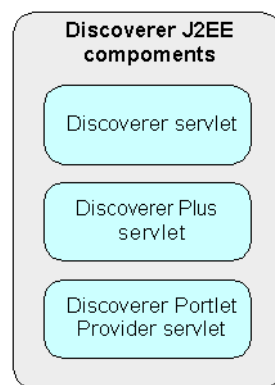 Discoverer J2EE
compoments
Discoverer servlet
Discoverer Plus
servlet
Discoverer Portlet
Provider servlet